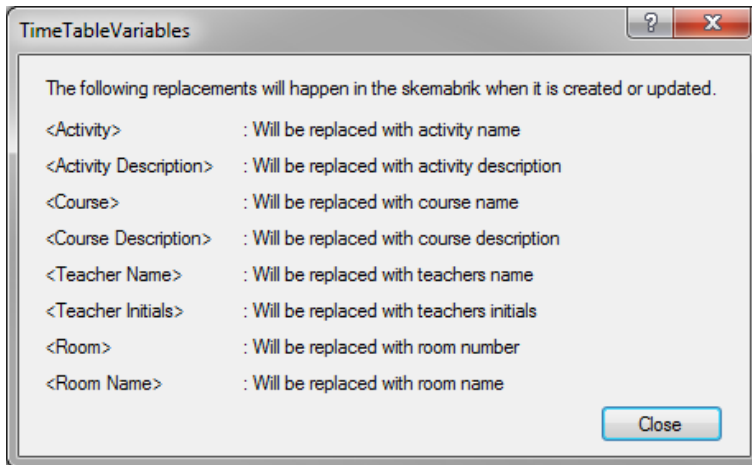 TimeTableVariables
The following replacements will happen in the skemabrik when it is created or updated.
<Activity> : Will be replaced with activity name
<Activity Description> : Will be replaced with activity description
<Course> : Will be replaced with course name
<Course Description> : Will be replaced with course description
<Teacher Name> : Will be replaced with teachers name
<Teacher Initials> : Will be replaced with teachers initials
<Room> : Will be replaced with room number
<Room Name> : Will be replaced with room name
Close